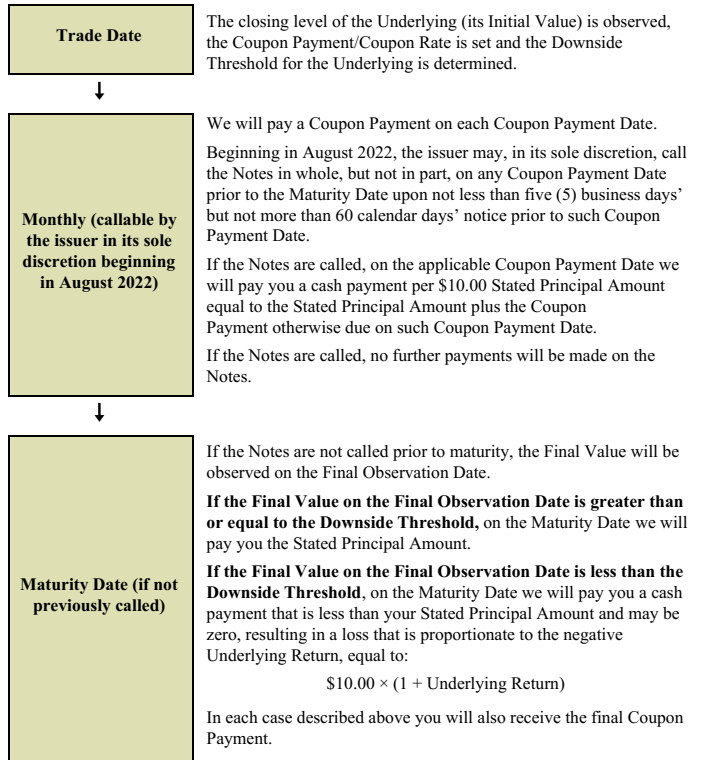 Trade Date
The closing level of the Underlying (its Initial Value) is observed,
the Coupon Payment/Coupon Rate is set and the Downside
Threshold for the Underlying is determined.
Monthly (callable by
the issuer in its sole
discretion beginning
in August 2022)
We will pay a Coupon Payment on each Coupon Payment Date.
Beginning in August 2022, the issuer may, in its sole discretion, call
the Notes in whole, but not in part, on any Coupon Payment Date
prior to the Maturity Date upon not less than five (5) business days’
but not more than 60 calendar days’ notice prior to such Coupon
Payment Date.
If the Notes are called, on the applicable Coupon Payment Date we
will pay you a cash payment per $10.00 Stated Principal Amount
equal to the Stated Principal Amount plus the Coupon
Payment otherwise due on such Coupon Payment Date.
If the Notes are called, no further payments will be made on the
Notes.
Maturity Date (if not
previously called)
If the Notes are not called prior to maturity, the Final Value will be
observed on the Final Observation Date.
If the Final Value on the Final Observation Date is greater than
or equal to the Downside Threshold, on the Maturity Date we will
pay you the Stated Principal Amount.
If the Final Value on the Final Observation Date is less than the
Downside Threshold, on the Maturity Date we will pay you a cash
payment that is less than your Stated Principal Amount and may be
zero, resulting in a loss that is proportionate to the negative
Underlying Return, equal to:
$10.00 × (1 + Underlying Return)
In each case described above you will also receive the final Coupon
Payment.